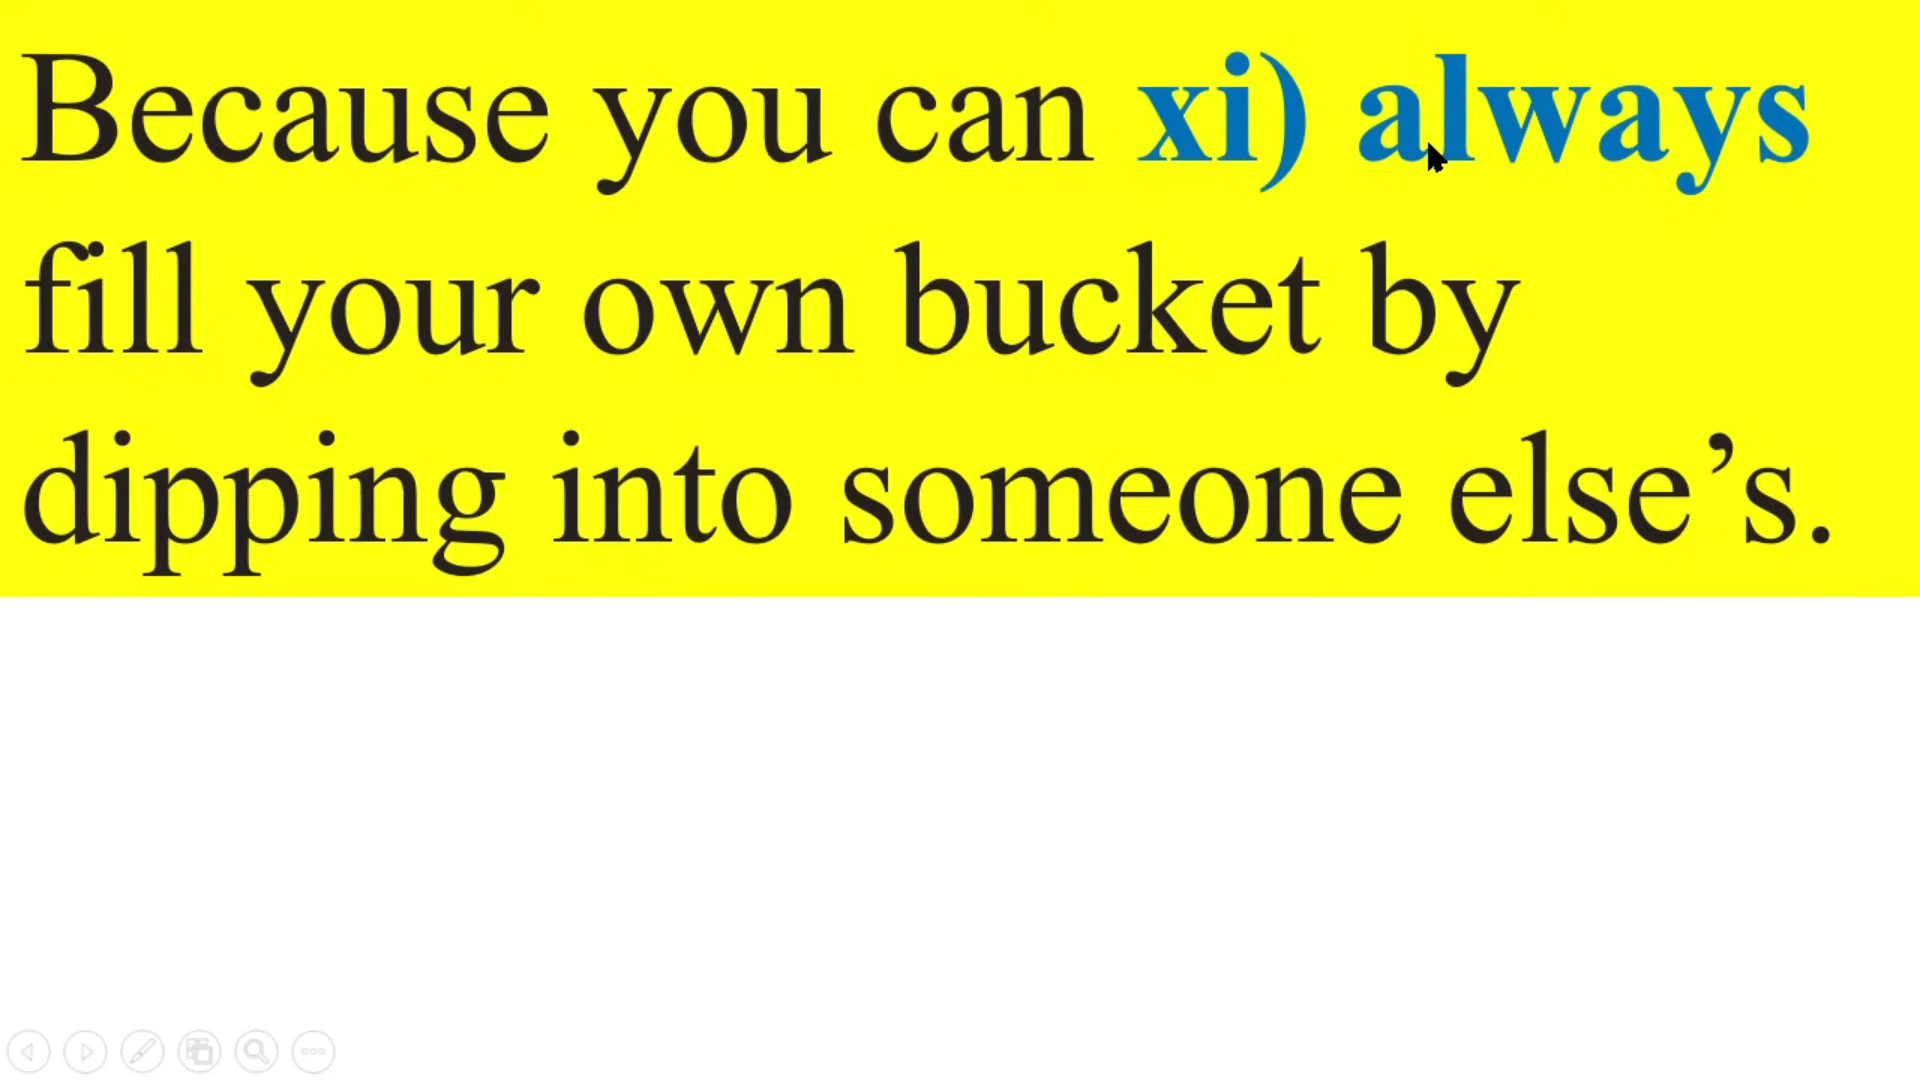 Because you can xi) always
fill your own bucket by
dipping into someone else’s.